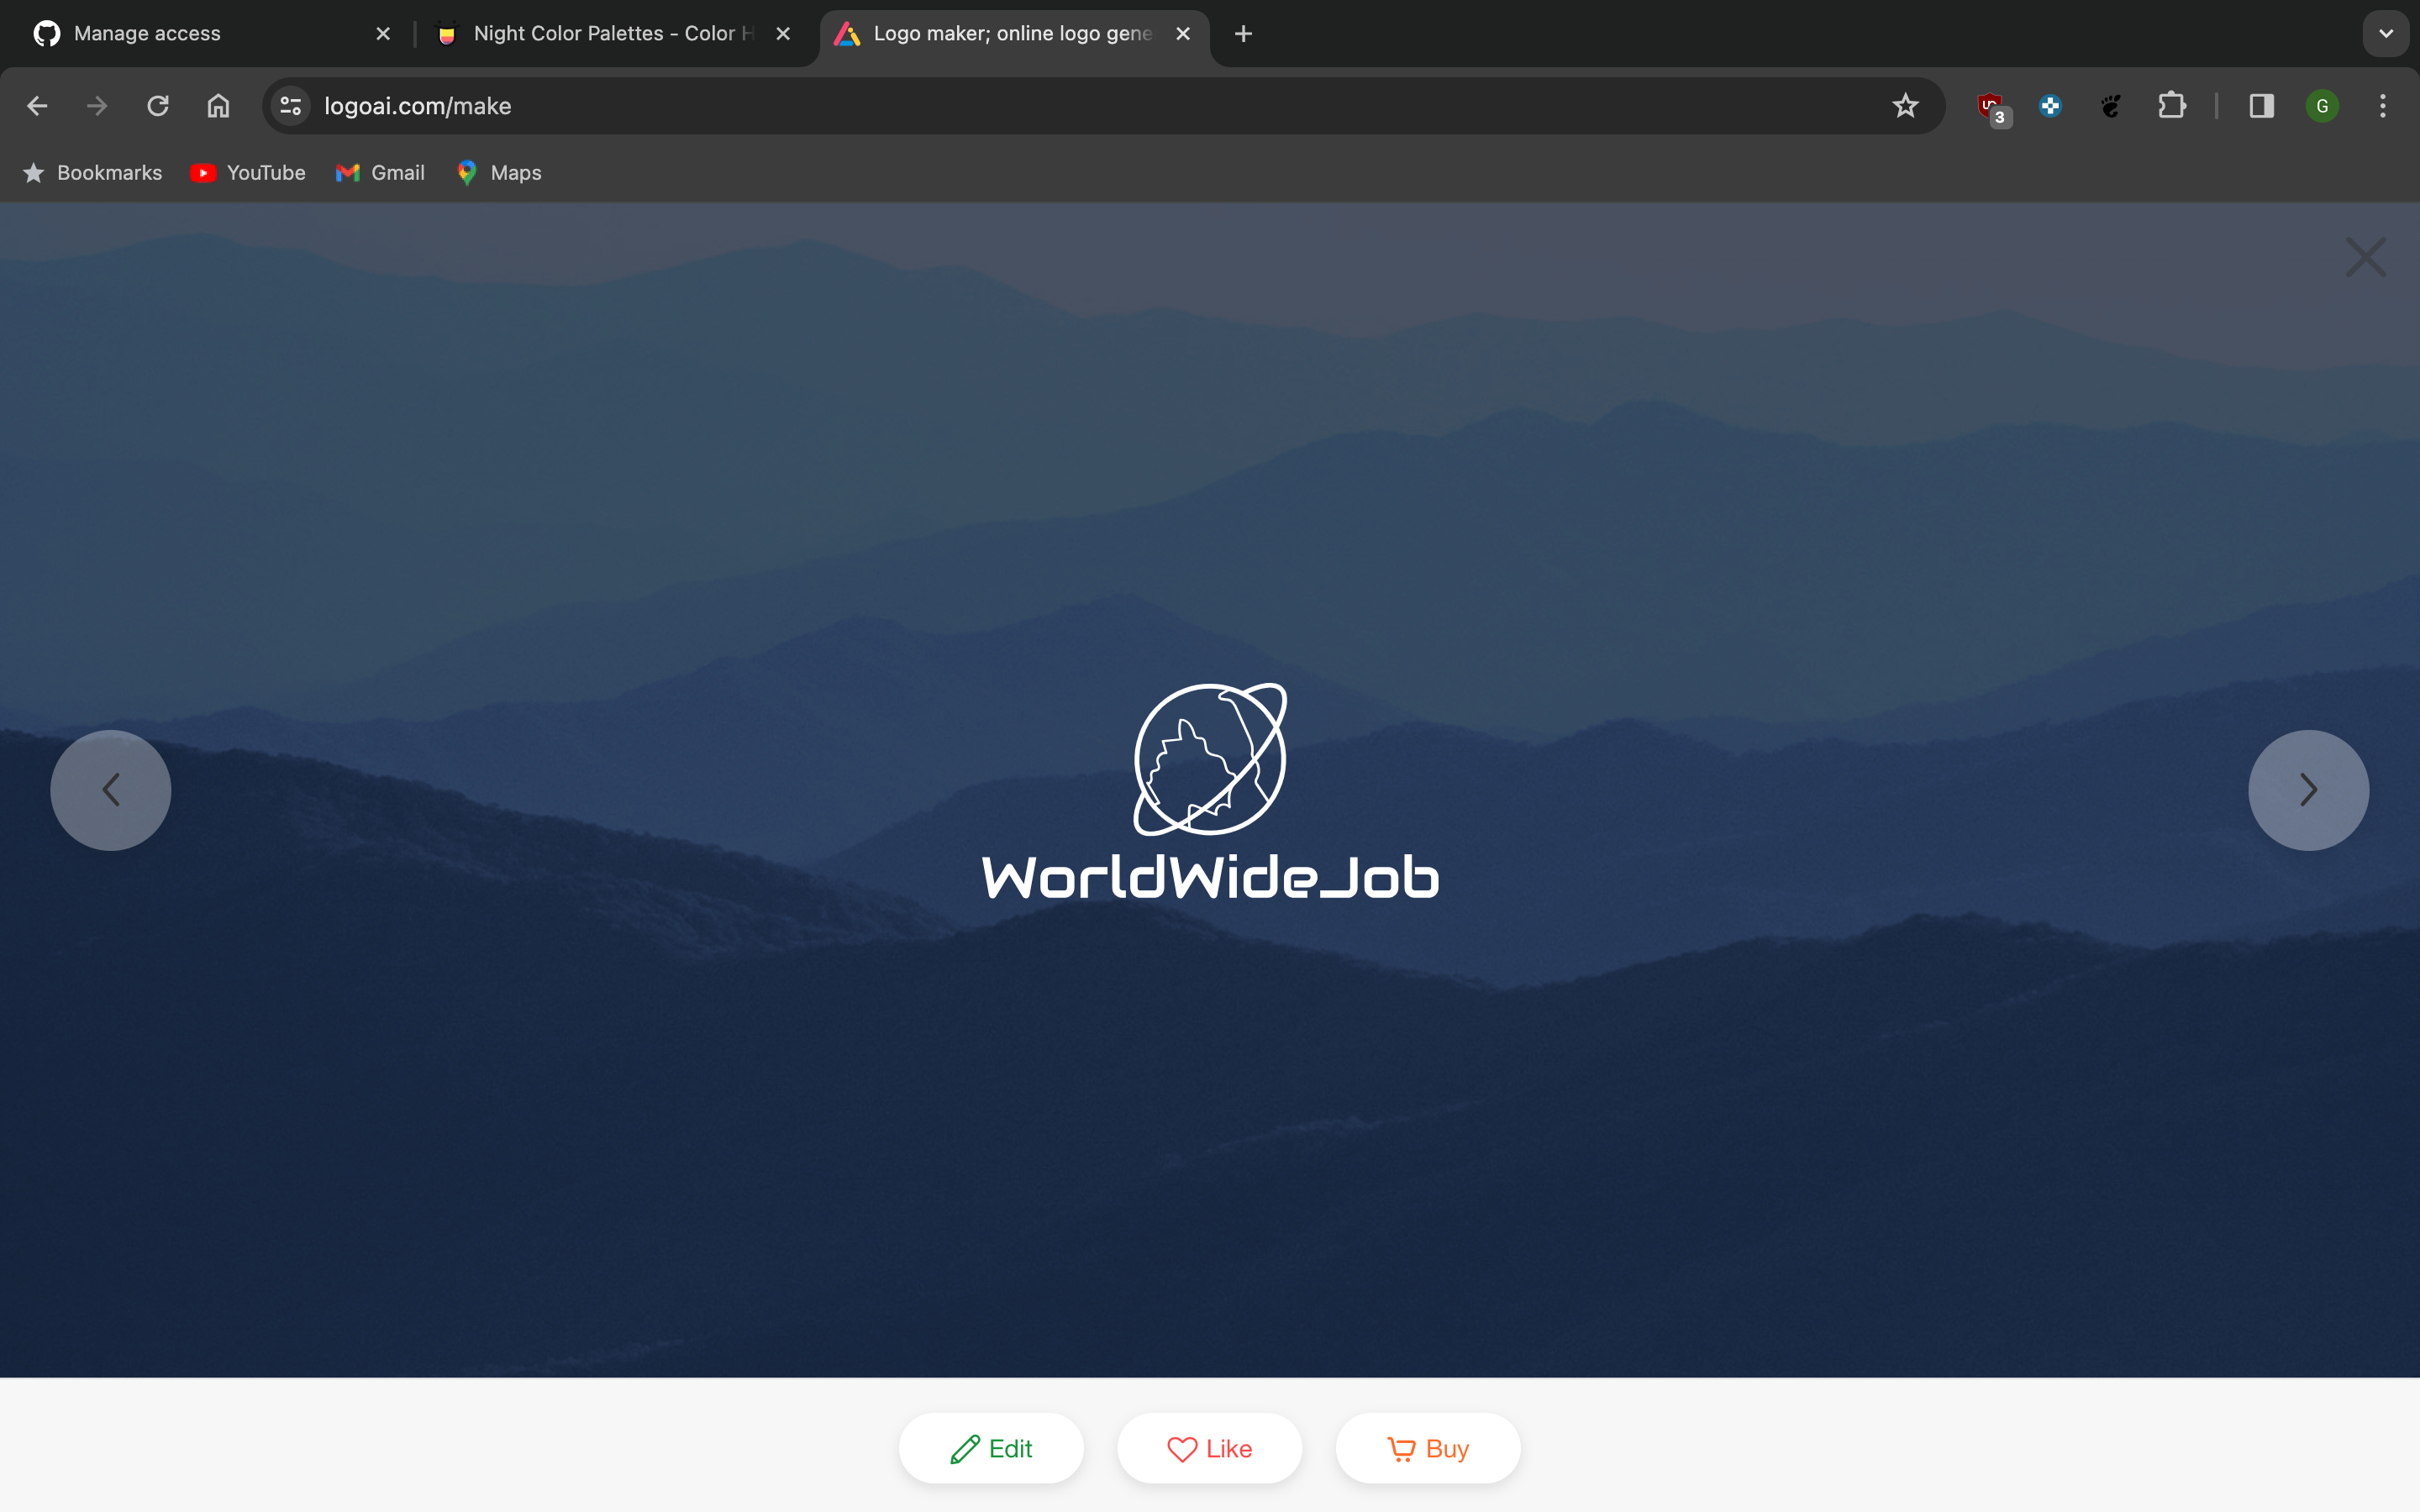 Manage access
Night Color Palettes - Color H
Logo maker; online logo gene
logoai.com/make
3
G
Bookmarks
YouTube
Gmail
Maps
WorldWideJob
Edit
Like
Buy